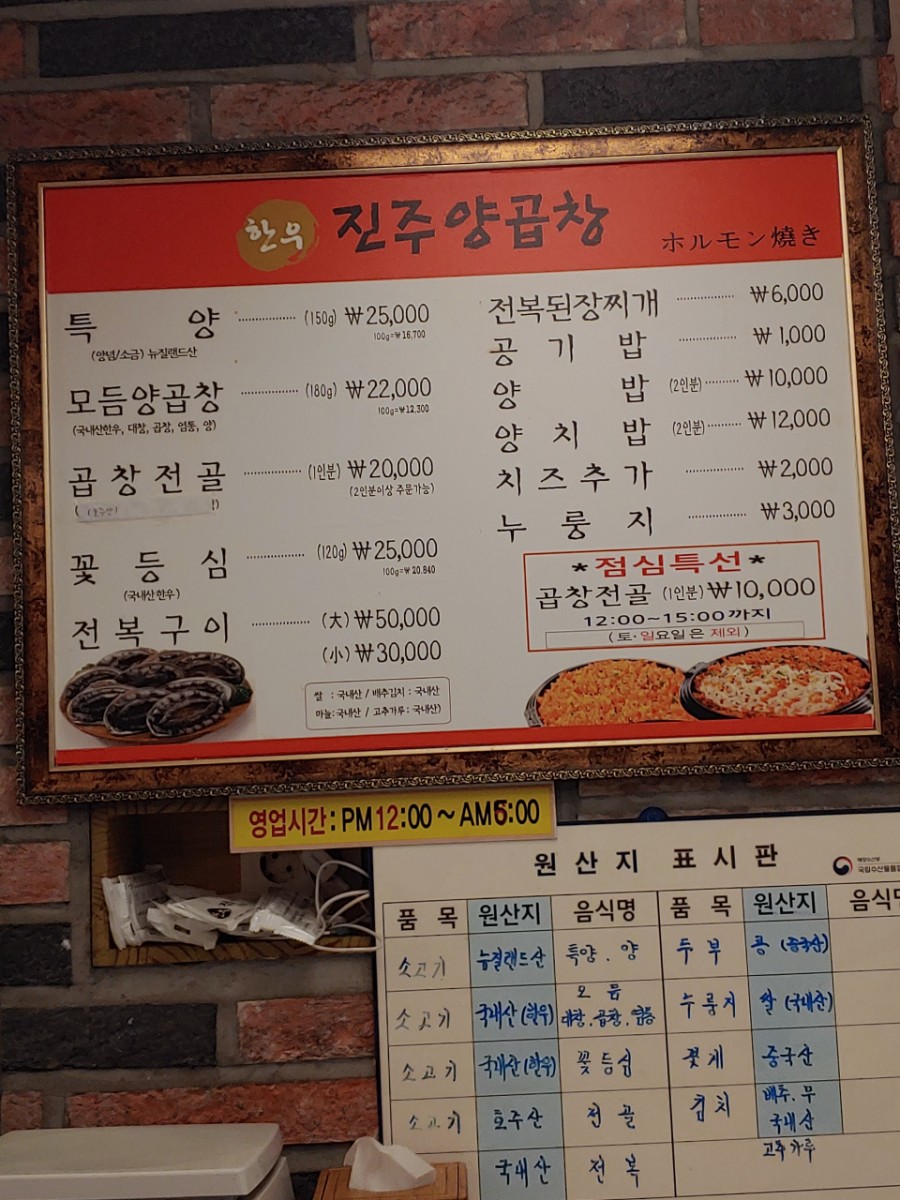 한우 진주양곱창 ホルモン焼き
특 양 (150g) ₩25,000
100g=₩16,700
(양념/소금) 뉴질랜드산
모듬양곱창 (180g) ₩22,000
100g=₩12,300
(국내산한우, 대창, 곱창, 염통, 양)
곱창전골 (1인분) ₩20,000
(2인분이상 주문가능)
(호주산)
꽃등심 (120g) ₩25,000
100g=₩20,840
(국내산한우)
전복구이 (大) ₩50,000
(小) ₩30,000
쌀 : 국내산 / 배추김치 : 국내산
마늘: 국내산 / 고추가루 : 국내산)
전복된장찌개 ₩6,000
공기밥 ₩1,000
양 밥 (2인분) ₩10,000
양치밥 (2인분) ₩12,000
치즈추가 ₩2,000
누룽지 ₩3,000
*점심특선*
곱창전골 (1인분) ₩10,000
12:00~15:00까지
(토·일요일은 제외)
영업시간 : PM 12:00 ~ AM 6:00
원산지 표시판
품목 원산지 음식명 품목 원산지 음식명
소고기 뉴질랜드산 특양. 양 두부 콩 (중국산)
소고기 국내산(한우) 모듬 대창. 곱창. 염통 누룽지 쌀 (국내산)
소고기 국내산(한우) 꽃등심 꽃게 중국산
소고기 호주산 전골 김치 배추. 무 국내산
국내산 전복 고추가루